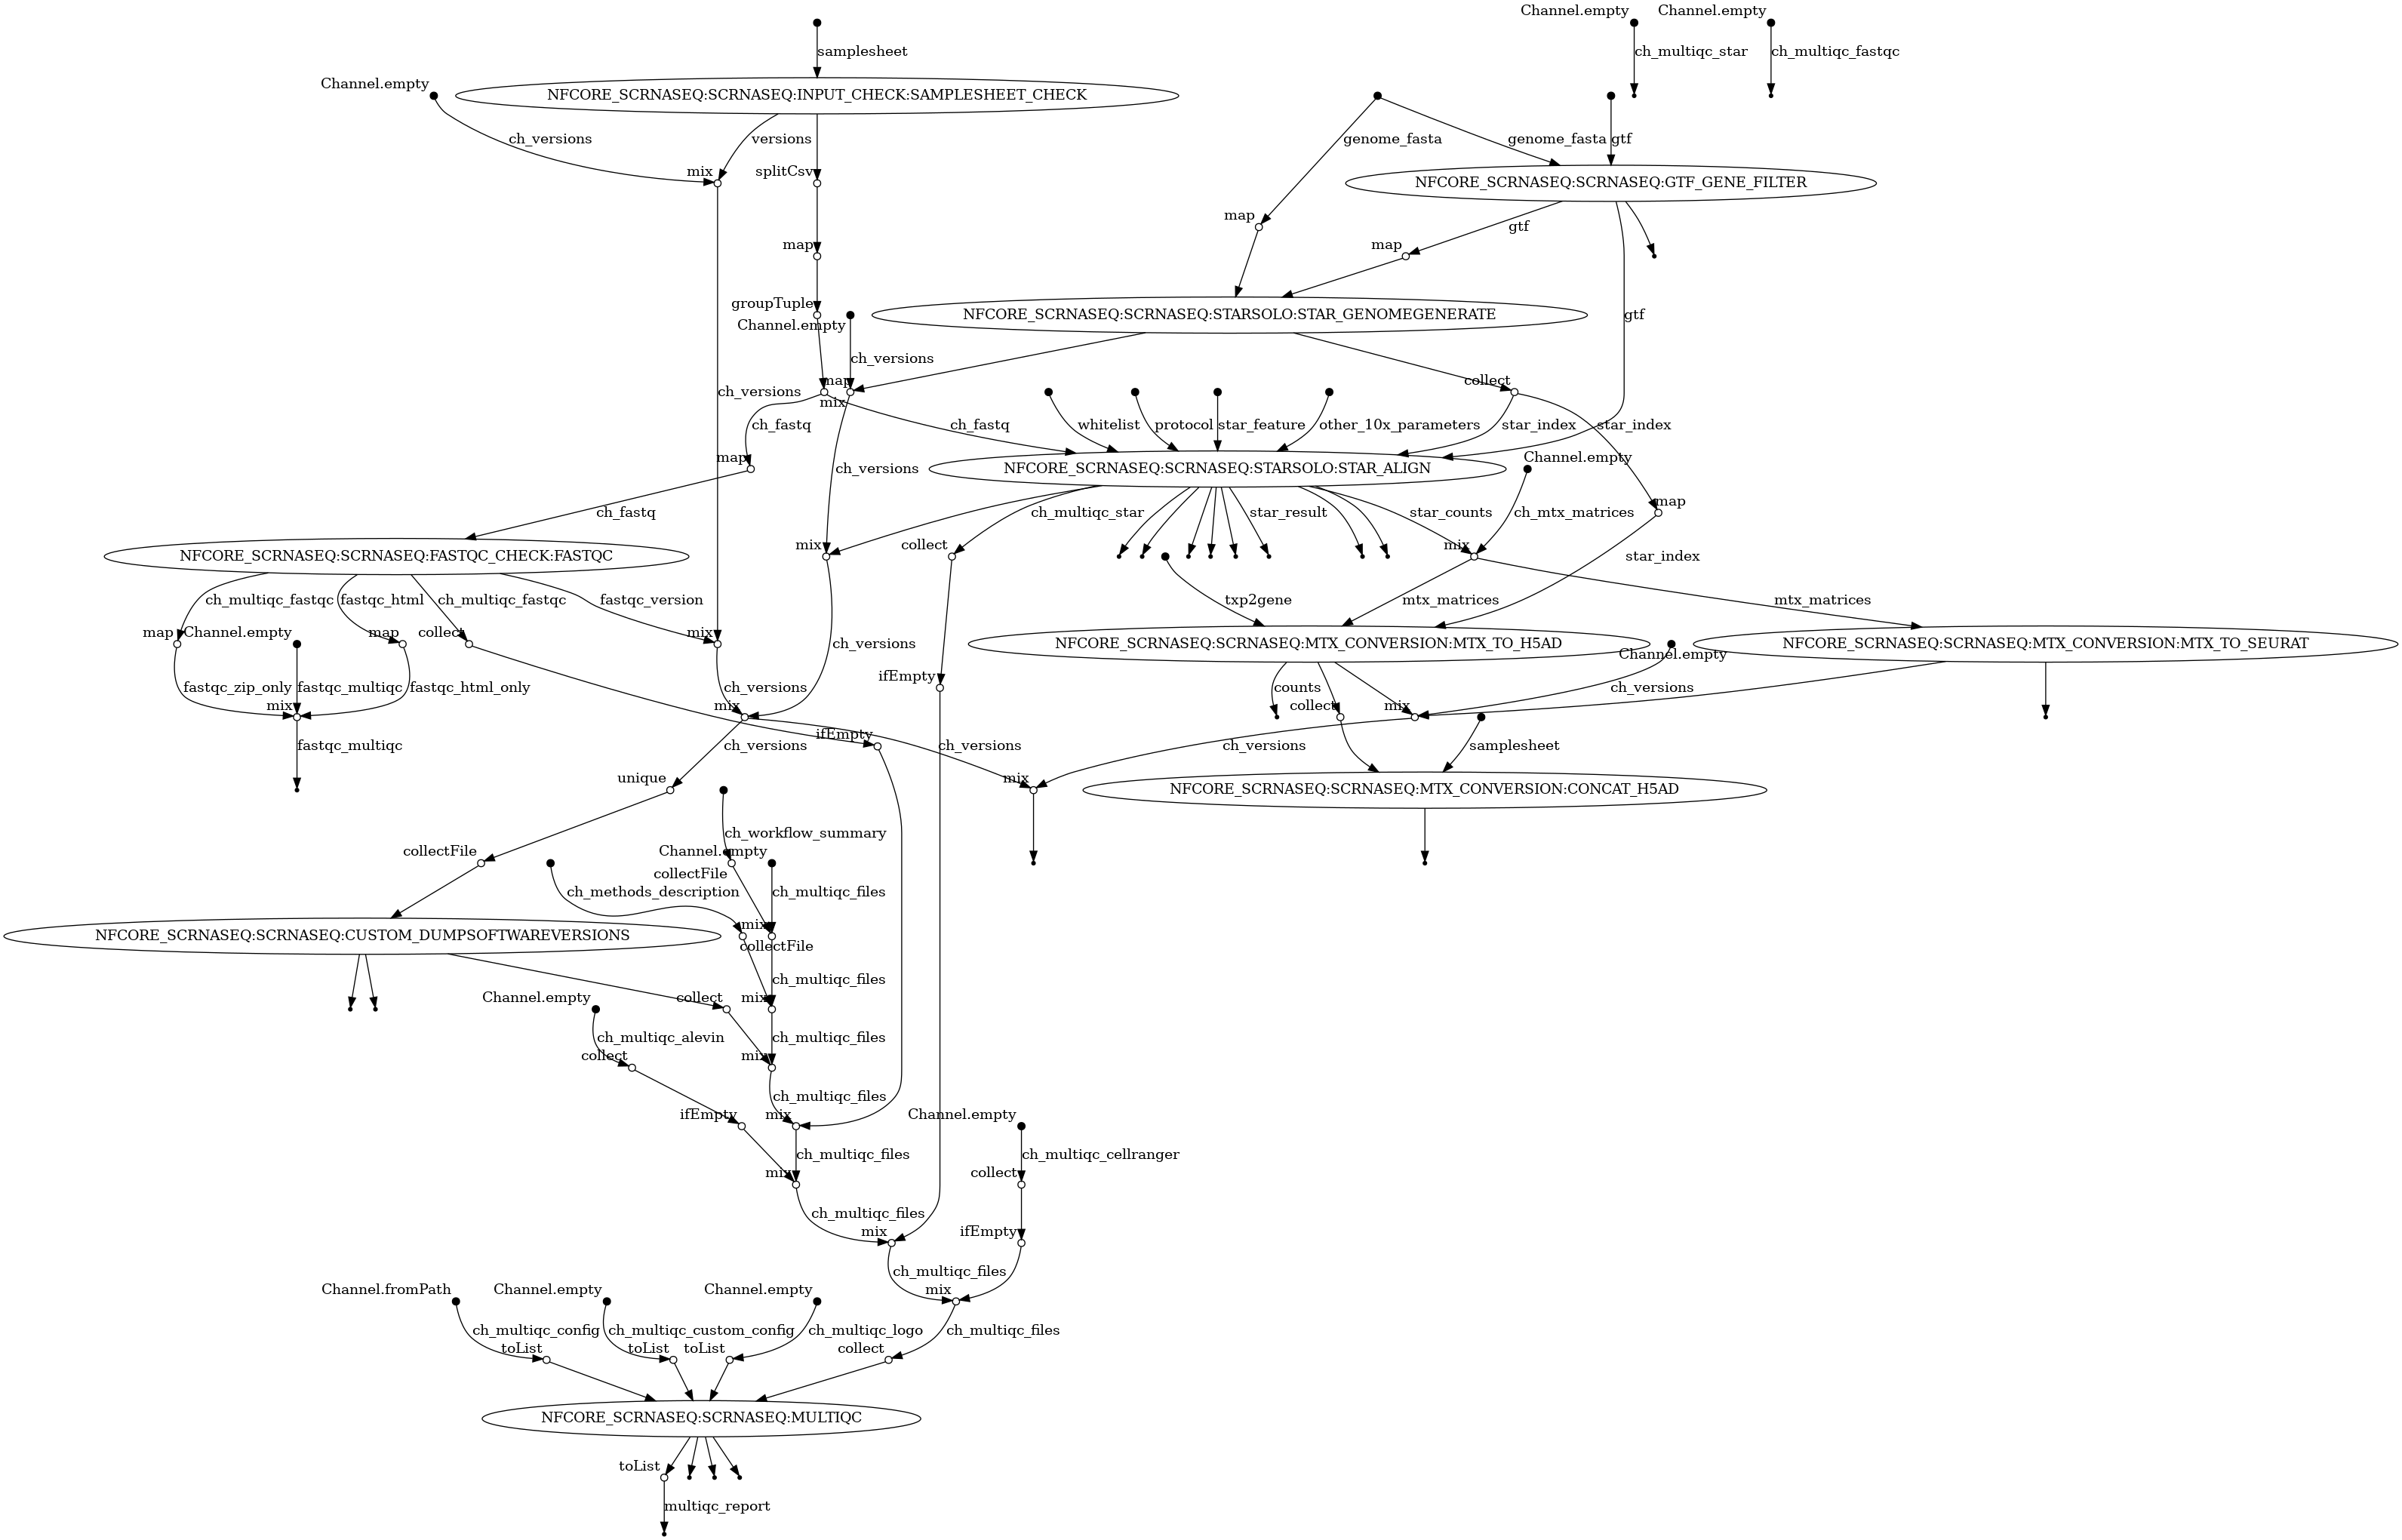 Channel.empty
Channel.empty
samplesheet
ch_multiqc_star
ch_multiqc_fastqc
Channel.empty
NFCORE_SCRNASEQ:SCRNASEQ:INPUT_CHECK:SAMPLESHEET_CHECK
ch_versions
versions
genome_fasta
genome_fasta
gtf
mix
splitCsv
NFCORE_SCRNASEQ:SCRNASEQ:GTF_GENE_FILTER
map
gtf
map
map
groupTuple
Channel.empty
NFCORE_SCRNASEQ:SCRNASEQ:STARSOLO:STAR_GENOMEGENERATE
gtf
ch_versions
map
collect
ch_versions
mix
ch_fastq
ch_fastq
whitelist
protocol
star_feature
other_10x_parameters
star_index
star_index
map
ch_versions
NFCORE_SCRNASEQ:SCRNASEQ:STARSOLO:STAR_ALIGN
Channel.empty
map
ch_fastq
ch_multiqc_star
star_result
star_counts
ch_mtx_matrices
mix
collect
mix
NFCORE_SCRNASEQ:SCRNASEQ:FASTQC_CHECK:FASTQC
star_index
ch_multiqc_fastqc
fastqc_html
ch_multiqc_fastqc
fastqc_version
txp2gene
mtx_matrices
mtx_matrices
map
Channel.empty
map
collect
mix
ch_versions
NFCORE_SCRNASEQ:SCRNASEQ:MTX_CONVERSION:MTX_TO_H5AD
Channel.empty
NFCORE_SCRNASEQ:SCRNASEQ:MTX_CONVERSION:MTX_TO_SEURAT
ifEmpty
fastqc_zip_only
fastqc_multiqc
fastqc_html_only
ch_versions
counts
ch_versions
mix
mix
collect
mix
ifEmpty
fastqc_multiqc
ch_versions
ch_versions
ch_versions
samplesheet
unique
mix
NFCORE_SCRNASEQ:SCRNASEQ:MTX_CONVERSION:CONCAT_H5AD
ch_workflow_summary
collectFile
Channel.empty
collectFile
ch_methods_description
ch_multiqc_files
mix
NFCORE_SCRNASEQ:SCRNASEQ:CUSTOM_DUMPSOFTWAREVERSIONS
collectFile
ch_multiqc_files
Channel.empty
collect
mix
ch_multiqc_alevin
ch_multiqc_files
collect
mix
ch_multiqc_files
ifEmpty
mix
Channel.empty
ch_multiqc_files
ch_multiqc_cellranger
mix
collect
ch_multiqc_files
mix
ifEmpty
ch_multiqc_files
Channel.fromPath
Channel.empty
Channel.empty
mix
ch_multiqc_config
ch_multiqc_custom_config
ch_multiqc_logo
ch_multiqc_files
toList
toList
toList
collect
NFCORE_SCRNASEQ:SCRNASEQ:MULTIQC
toList
multiqc_report